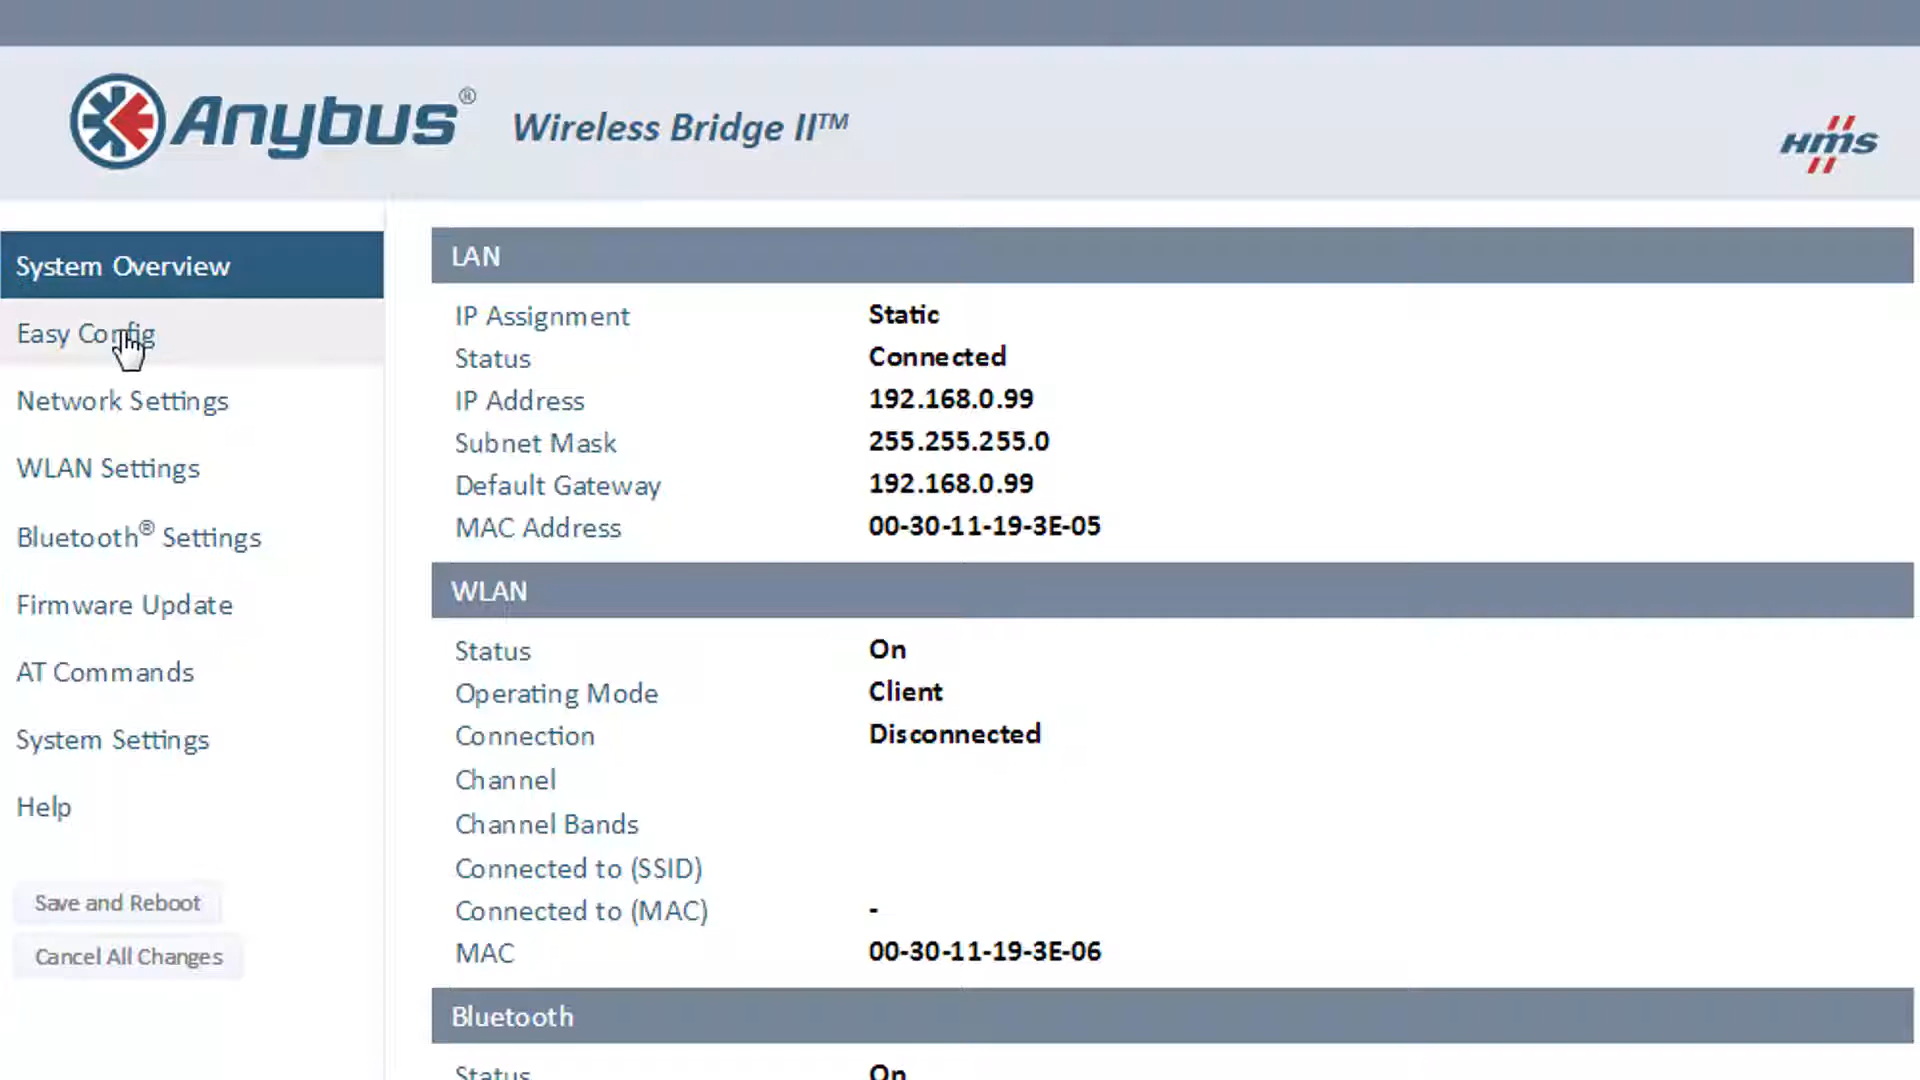 Anybus® Wireless Bridge II™
HMS
System Overview
Easy Config
Network Settings
WLAN Settings
Bluetooth® Settings
Firmware Update
AT Commands
System Settings
Help
Save and Reboot
Cancel All Changes
LAN
IP Assignment Static
Status Connected
IP Address 192.168.0.99
Subnet Mask 255.255.255.0
Default Gateway 192.168.0.99
MAC Address 00-30-11-19-3E-05
WLAN
Status On
Operating Mode Client
Connection Disconnected
Channel
Channel Bands
Connected to (SSID)
Connected to (MAC) -
MAC 00-30-11-19-3E-06
Bluetooth
Status On